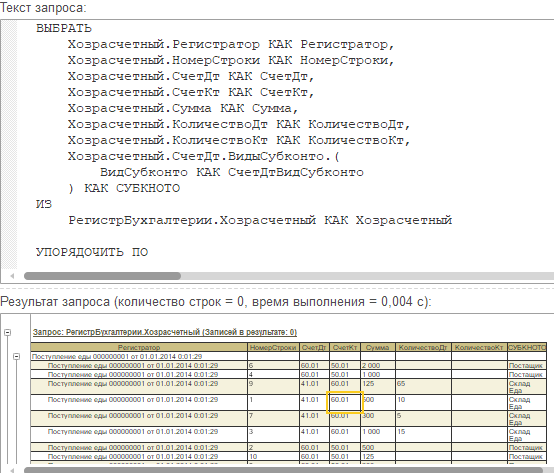 Текст запроса:
ВЫБРАТЬ
Хозрасчетный.Регистратор КАК Регистратор,
Хозрасчетный.НомерСтроки КАК НомерСтроки,
Хозрасчетный.СчетДт КАК СчетДт,
Хозрасчетный.СчетКт КАК СчетКт,
Хозрасчетный.Сумма КАК Сумма,
Хозрасчетный.КоличествоДт КАК КоличествоДт,
Хозрасчетный.КоличествоКт КАК КоличествоКт,
Хозрасчетный.СчетДт.ВидыСубконто.(
ВидСубконто КАК СчетДтВидСубконто
) КАК СУБКНОТО
ИЗ
РегистрБухгалтерии.Хозрасчетный КАК Хозрасчетный
УПОРЯДОЧИТЬ ПО
Результат запроса (количество строк = 0, время выполнения = 0,004 с):
Запрос: РегистрБухгалтерии.Хозрасчетный (Записей в результате: 0)
Регистратор НомерСтроки СчетДт СчетКт Сумма КоличествоДт КоличествоКт СУБКНОТО
Поступление еды 000000001 от 01.01.2014 0:01:29
Поступление еды 000000001 от 01.01.2014 0:01:29 6 60.01 50.01 2 000 Постащик
Поступление еды 000000001 от 01.01.2014 0:01:29 4 60.01 50.01 1 000 Постащик
Поступление еды 000000001 от 01.01.2014 0:01:29 9 41.01 60.01 125 65 Склад
Еда
Поступление еды 000000001 от 01.01.2014 0:01:29 1 41.01 60.01 500 10 Склад
Еда
Поступление еды 000000001 от 01.01.2014 0:01:29 7 41.01 60.01 300 5 Склад
Еда
Поступление еды 000000001 от 01.01.2014 0:01:29 3 41.01 60.01 1 000 15 Склад
Еда
Поступление еды 000000001 от 01.01.2014 0:01:29 2 60.01 50.01 500 Постащик
Поступление еды 000000001 от 01.01.2014 0:01:29 10 60.01 50.01 125 Постащик